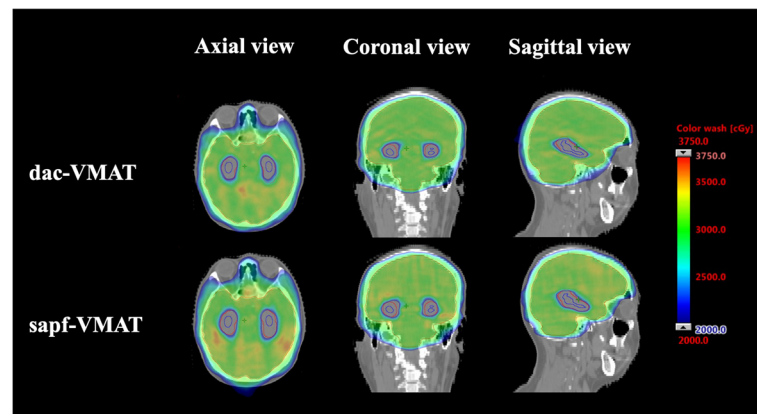 Axial view
Coronal view
Sagittal view
dac-VMAT
sapf-VMAT
Color wash [cGy]
3750.0
3750.0
3500.0
3000.0
2500.0
2000.0
2000.0